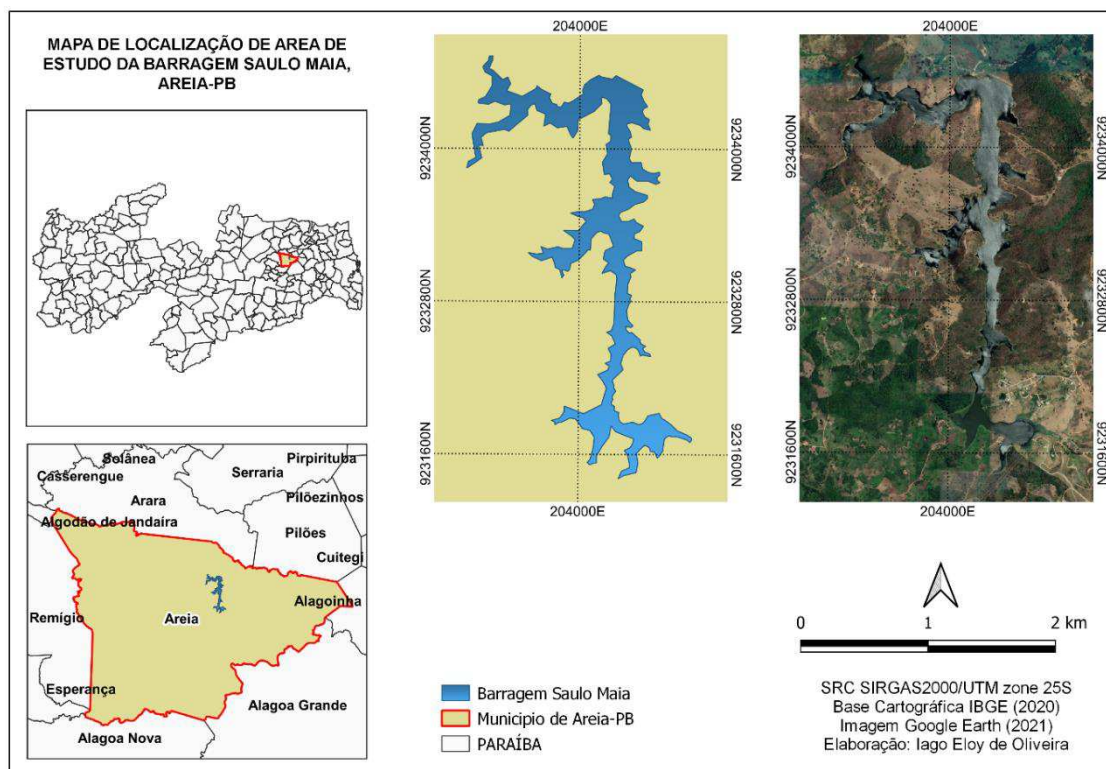 MAPA DE LOCALIZAÇÃO DE AREA DE
ESTUDO DA BARRAGEM SAULO MAIA,
AREIA-PB
204000E
9234000N
9232800N
9231600N
9234000N
9232800N
9231600N
204000E
204000E
9234000N
9232800N
9231600N
9234000N
9232800N
9231600N
204000E
Solânea
Casserengue
Serraria
Pirpirituba
Arara
Pilõezinhos
Algodão de Jandaíra
Pilões
Cuitegi
Remígio
Areia
Alagoinha
Esperança
Alagoa Grande
Alagoa Nova
Barragem Saulo Maia
Municipio de Areia-PB
PARAÍBA
0 1 2 km
SRC SIRGAS2000/UTM zone 25S
Base Cartográfica IBGE (2020)
Imagem Google Earth (2021)
Elaboração: Iago Eloy de Oliveira